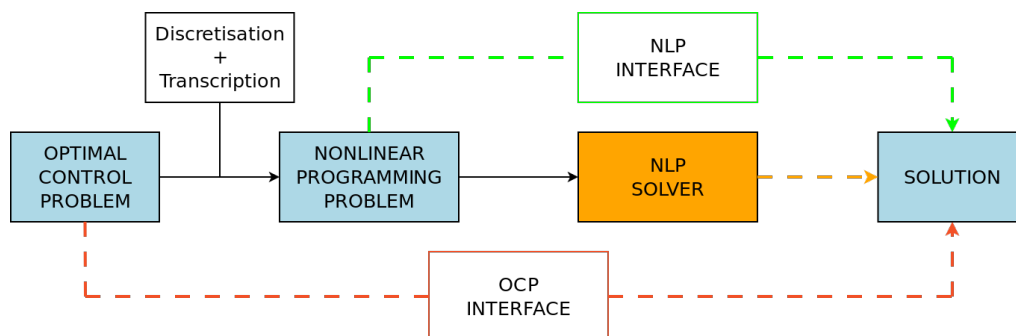 Discretisation
+
Transcription
NLP
INTERFACE
OPTIMAL
CONTROL
PROBLEM
NONLINEAR
PROGRAMMING
PROBLEM
NLP
SOLVER
SOLUTION
OCP
INTERFACE